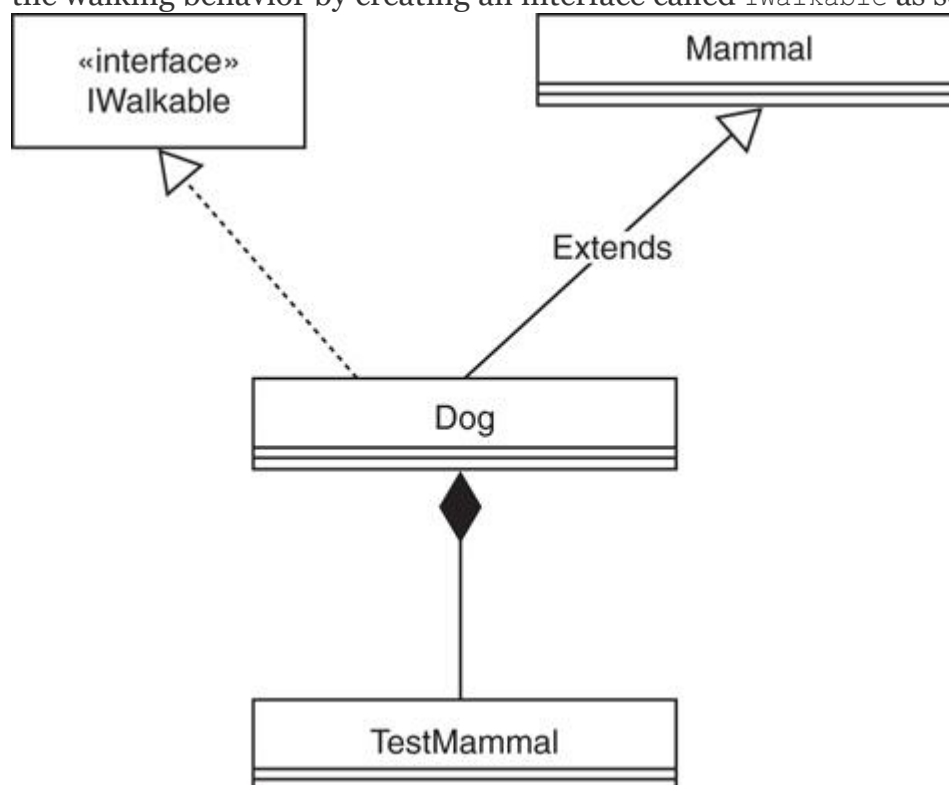 the walking behavior by creating an interface called IWalkable as s
«interface»
IWalkable
Mammal
Extends
Dog
TestMammal